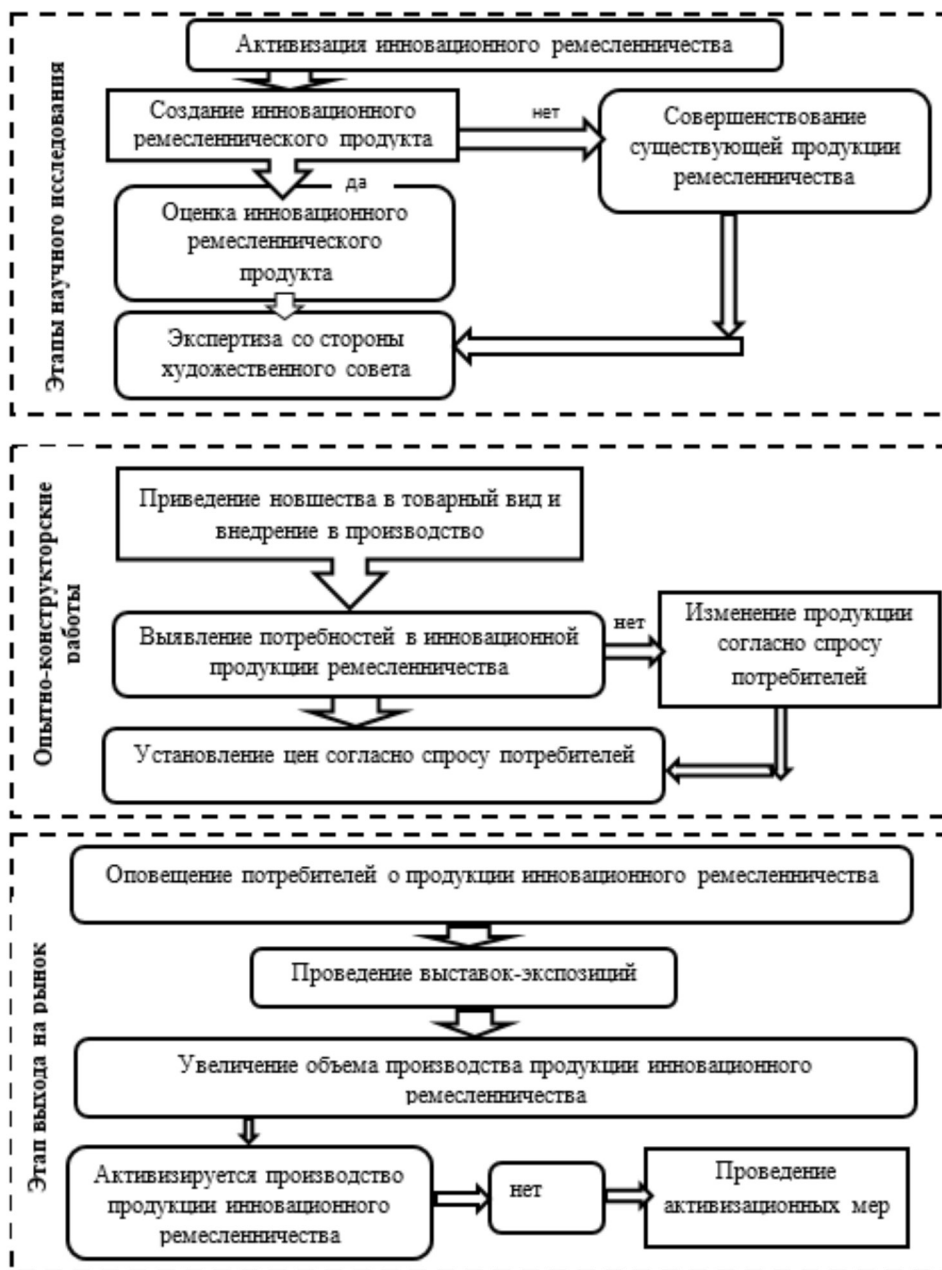 Этапы научного исследования
Активизация инновационного ремесленничества
Создание инновационного
ремесленнического продукта
нет
Совершенствование
существующей продукции
ремесленничества
да
Оценка инновационного
ремесленнического
продукта
Экспертиза со стороны
художественного совета
Опытно-конструкторские
работы
Приведение новшества в товарный вид и
внедрение в производство
Выявление потребностей в инновационной
продукции ремесленничества
нет
Изменение продукции
согласно спросу
потребителей
Установление цен согласно спросу потребителей
Этап выхода на рынок
Оповещение потребителей о продукции инновационного ремесленничества
Проведение выставок-экспозиций
Увеличение объема производства продукции инновационного
ремесленничества
Активизируется производство
продукции инновационного
ремесленничества
нет
Проведение
активизационных мер